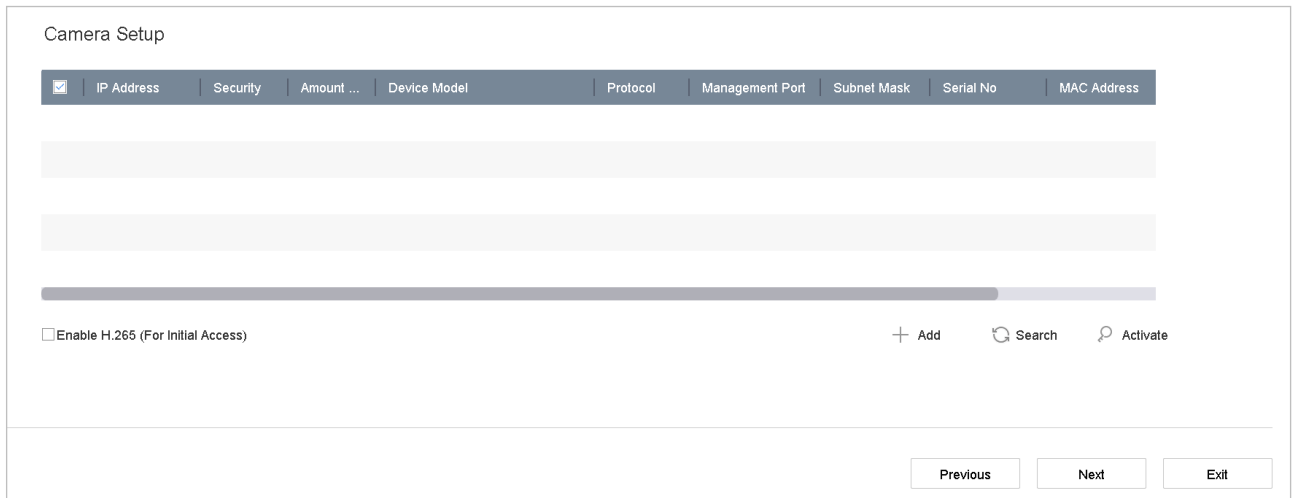 Camera Setup
IP Address Security Amount ... Device Model Protocol Management Port Subnet Mask Serial No MAC Address
Enable H.265 (For Initial Access) Add Search Activate
Previous Next Exit